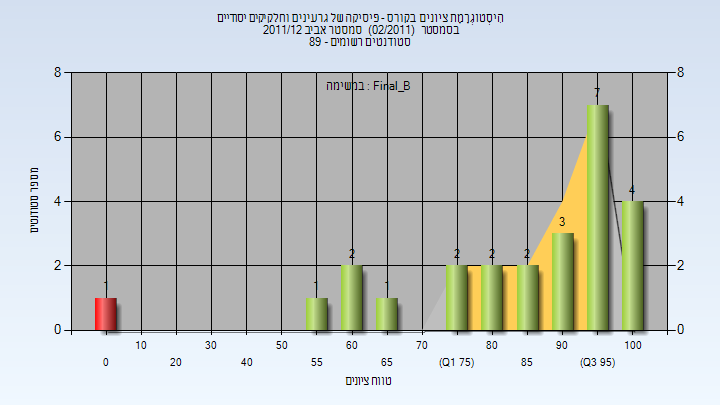 היסטוגרמת ציונים בקורס - פיסיקה של גרעינים וחלקיקים יסודיים
בסמסטר (02/2011) סמסטר אביב 2011/12
סטודנטים רשומים - 89
במשימה : Final_B
מספר סטודנטים
8 8
6 6
4 4
2 2
0 0
1 1 2 1 2 2 2 3 7 4
10 30 50 60 70 80 90 100
0 20 40 55 65 (Q1 75) 85 (Q3 95)
טווח ציונים